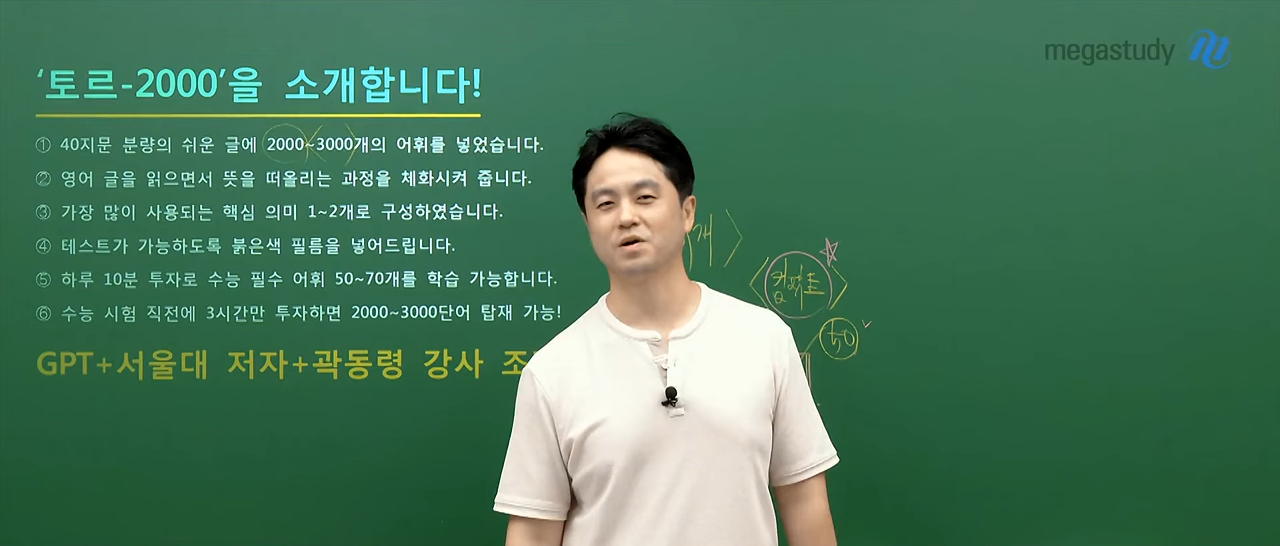 megastudy
'토르-2000'을 소개합니다!
① 40지문 분량의 쉬운 글에 2000~3000개의 어휘를 넣었습니다.
② 영어 글을 읽으면서 뜻을 떠올리는 과정을 체화시켜 줍니다.
③ 가장 많이 사용되는 핵심 의미 1~2개로 구성하였습니다.
④ 테스트가 가능하도록 붉은색 필름을 넣어드립니다.
⑤ 하루 10분 투자로 수능 필수 어휘 50~70개를 학습 가능합니다.
⑥ 수능 시험 직전에 3시간만 투자하면 2000~3000단어 탑재 가능!
GPT+서울대 저자+곽동령 강사
개
50